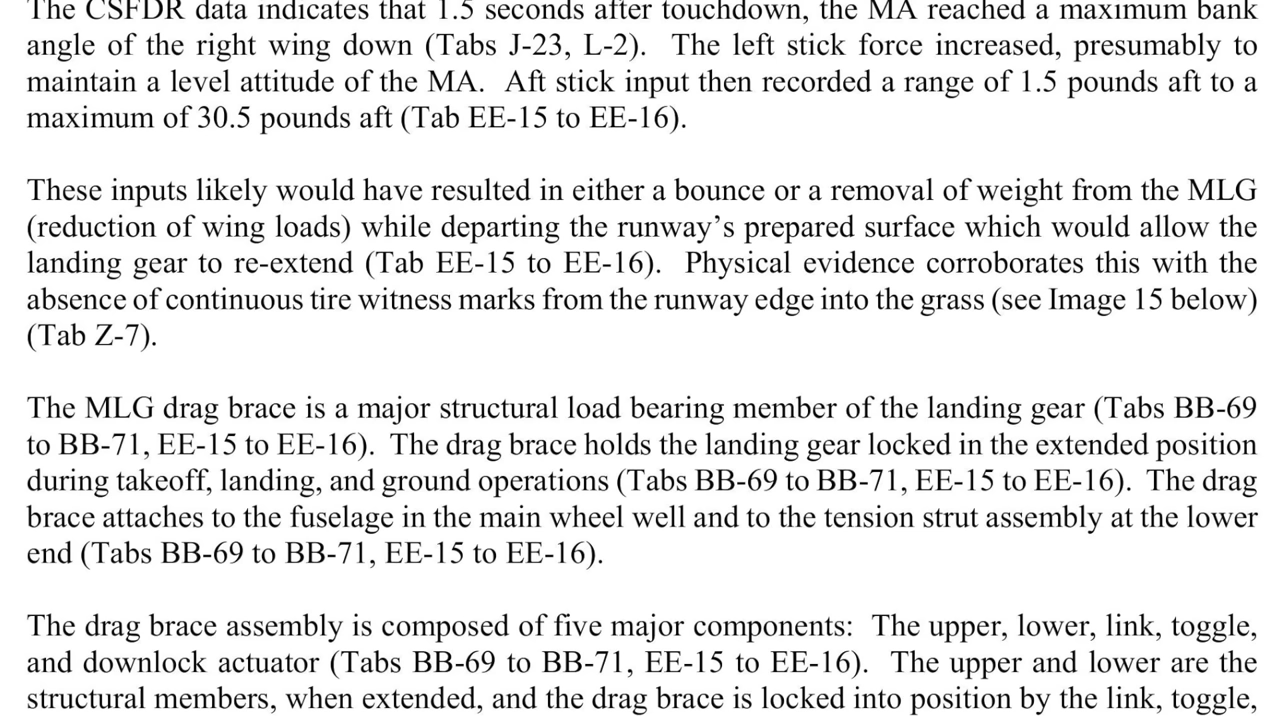 The CSFDR data indicates that 1.5 seconds after touchdown, the MA reached a maximum bank
angle of the right wing down (Tabs J-23, L-2).  The left stick force increased, presumably to
maintain a level attitude of the MA.  Aft stick input then recorded a range of 1.5 pounds aft to a
maximum of 30.5 pounds aft (Tab EE-15 to EE-16).
These inputs likely would have resulted in either a bounce or a removal of weight from the MLG
(reduction of wing loads) while departing the runway’s prepared surface which would allow the
landing gear to re-extend (Tab EE-15 to EE-16).  Physical evidence corroborates this with the
absence of continuous tire witness marks from the runway edge into the grass (see Image 15 below)
(Tab Z-7).
The MLG drag brace is a major structural load bearing member of the landing gear (Tabs BB-69
to BB-71, EE-15 to EE-16).  The drag brace holds the landing gear locked in the extended position
during takeoff, landing, and ground operations (Tabs BB-69 to BB-71, EE-15 to EE-16).  The drag
brace attaches to the fuselage in the main wheel well and to the tension strut assembly at the lower
end (Tabs BB-69 to BB-71, EE-15 to EE-16).
The drag brace assembly is composed of five major components:  The upper, lower, link, toggle,
and downlock actuator (Tabs BB-69 to BB-71, EE-15 to EE-16).  The upper and lower are the
structural members, when extended, and the drag brace is locked into position by the link, toggle,